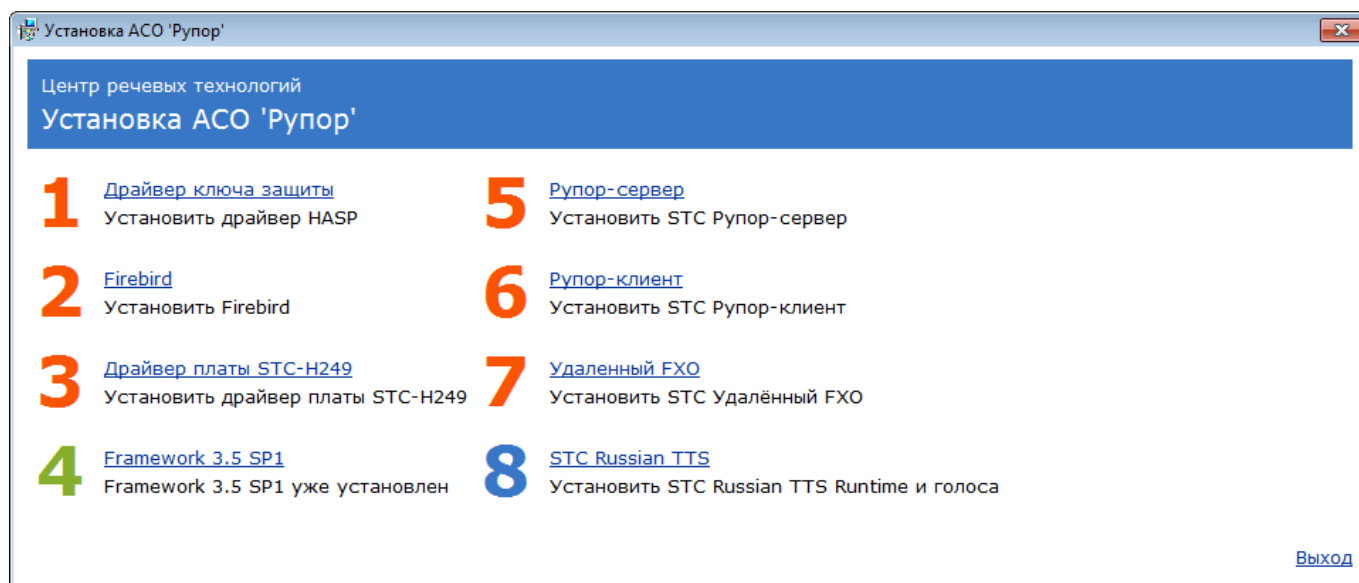 Установка АСО 'Рупор'
Центр речевых технологий
Установка АСО 'Рупор'
1 Драйвер ключа защиты
Установить драйвер HASP
2 Firebird
Установить Firebird
3 Драйвер платы STC-H249
Установить драйвер платы STC-H249
4 Framework 3.5 SP1
Framework 3.5 SP1 уже установлен
5 Рупор-сервер
Установить STC Рупор-сервер
6 Рупор-клиент
Установить STC Рупор-клиент
7 Удаленный FXO
Установить STC Удалённый FXO
8 STC Russian TTS
Установить STC Russian TTS Runtime и голоса
Выход